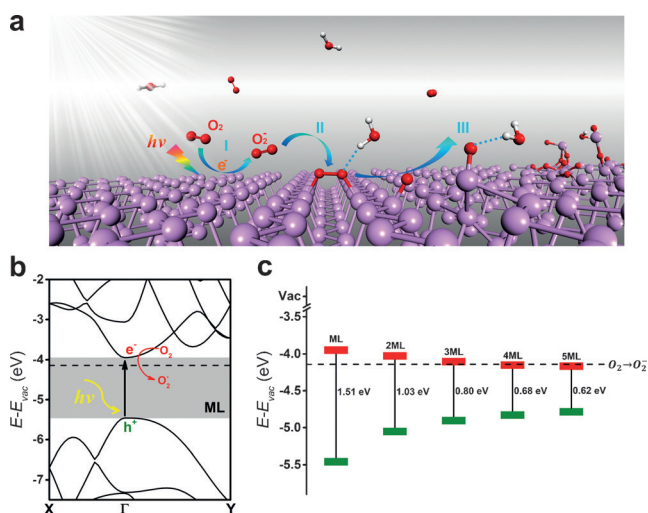 a
O₂ I O₂⁻ II III
hν e⁻
b
-2
-3
-4
-5
-6
-7
E-E_vac (eV)
e⁻ O₂
O₂⁻
hν
ML
h⁺
X Γ Y
c
Vac
-3.5
-4.0
-4.5
-5.0
-5.5
E-E_vac (eV)
ML 2ML 3ML 4ML 5ML
O₂→O₂⁻
1.51 eV 1.03 eV 0.80 eV 0.68 eV 0.62 eV